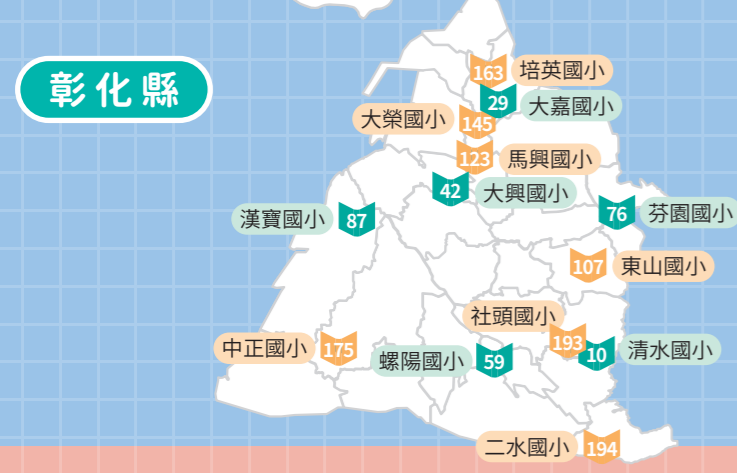 彰化縣
163 培英國小
29 大嘉國小
大榮國小 145
123 馬興國小
42 大興國小
76 芬園國小
漢寶國小 87
107 東山國小
社頭國小 193
10 清水國小
中正國小 175
螺陽國小 59
二水國小 194